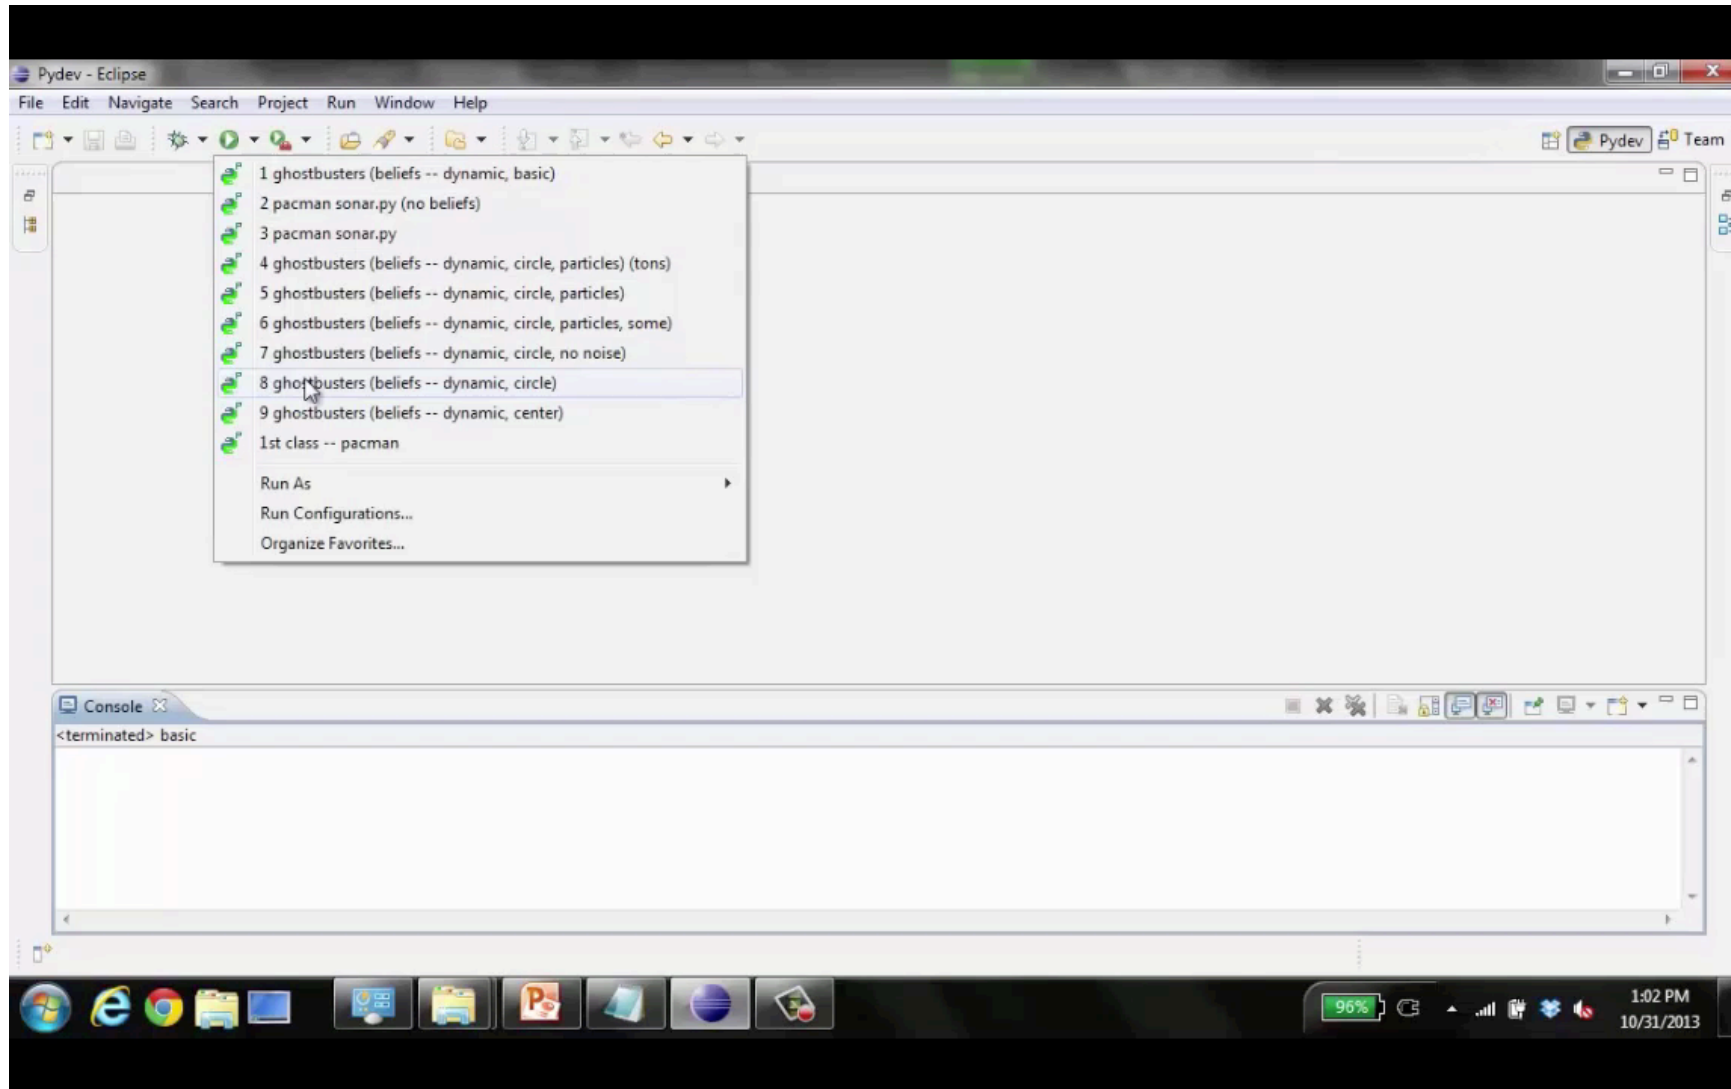 Pydev - Eclipse
File Edit Navigate Search Project Run Window Help
Pydev Team
1 ghostbusters (beliefs -- dynamic, basic)
2 pacman sonar.py (no beliefs)
3 pacman sonar.py
4 ghostbusters (beliefs -- dynamic, circle, particles) (tons)
5 ghostbusters (beliefs -- dynamic, circle, particles)
6 ghostbusters (beliefs -- dynamic, circle, particles, some)
7 ghostbusters (beliefs -- dynamic, circle, no noise)
8 ghostbusters (beliefs -- dynamic, circle)
9 ghostbusters (beliefs -- dynamic, center)
1st class -- pacman
Run As
Run Configurations...
Organize Favorites...
Console
<terminated> basic
96%
1:02 PM
10/31/2013